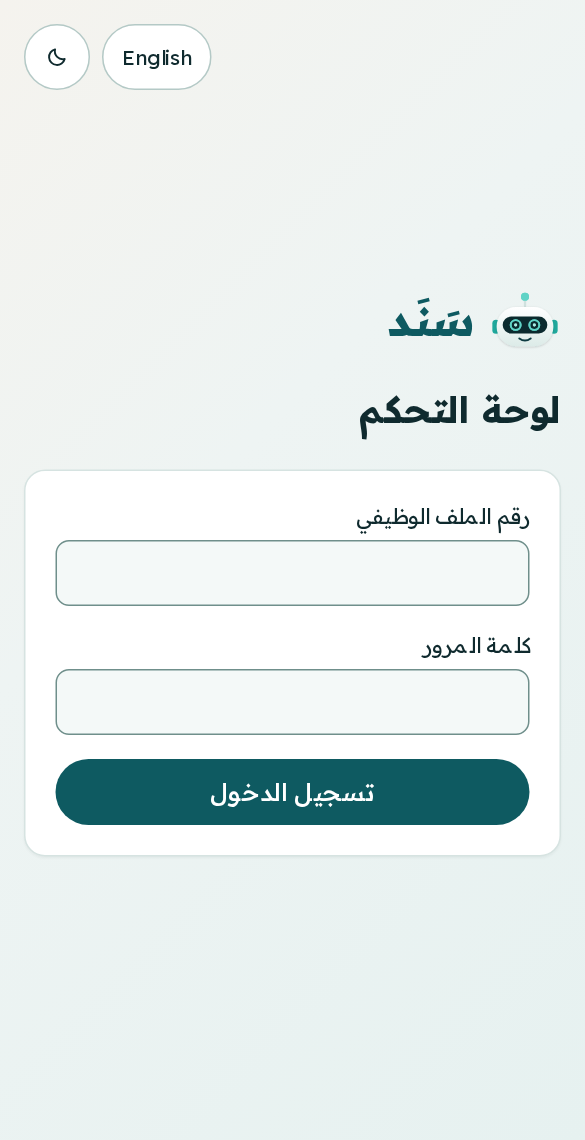 English
سَنَد
لوحة التحكم
رقم الملف الوظيفي
كلمة المرور
تسجيل الدخول